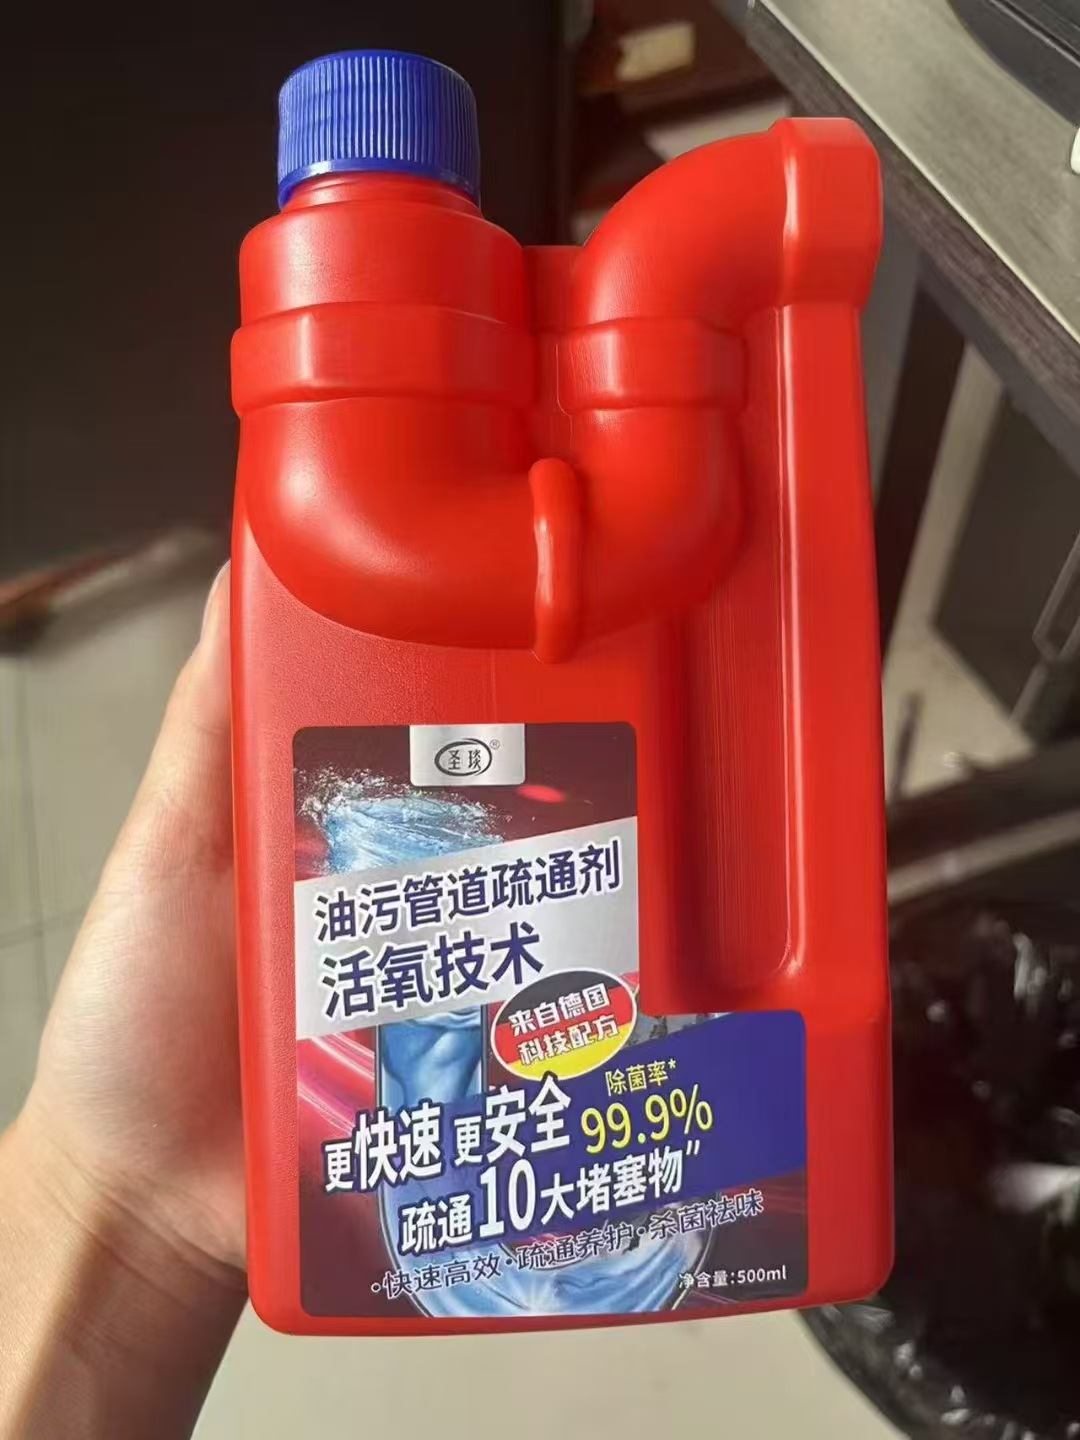 圣琰®
油污管道疏通剂
活氧技术
来自德国
科技配方
除菌率*
更快速 更安全 99.9%
疏通10大堵塞物"
·快速高效·疏通养护·杀菌祛味
净含量:500ml